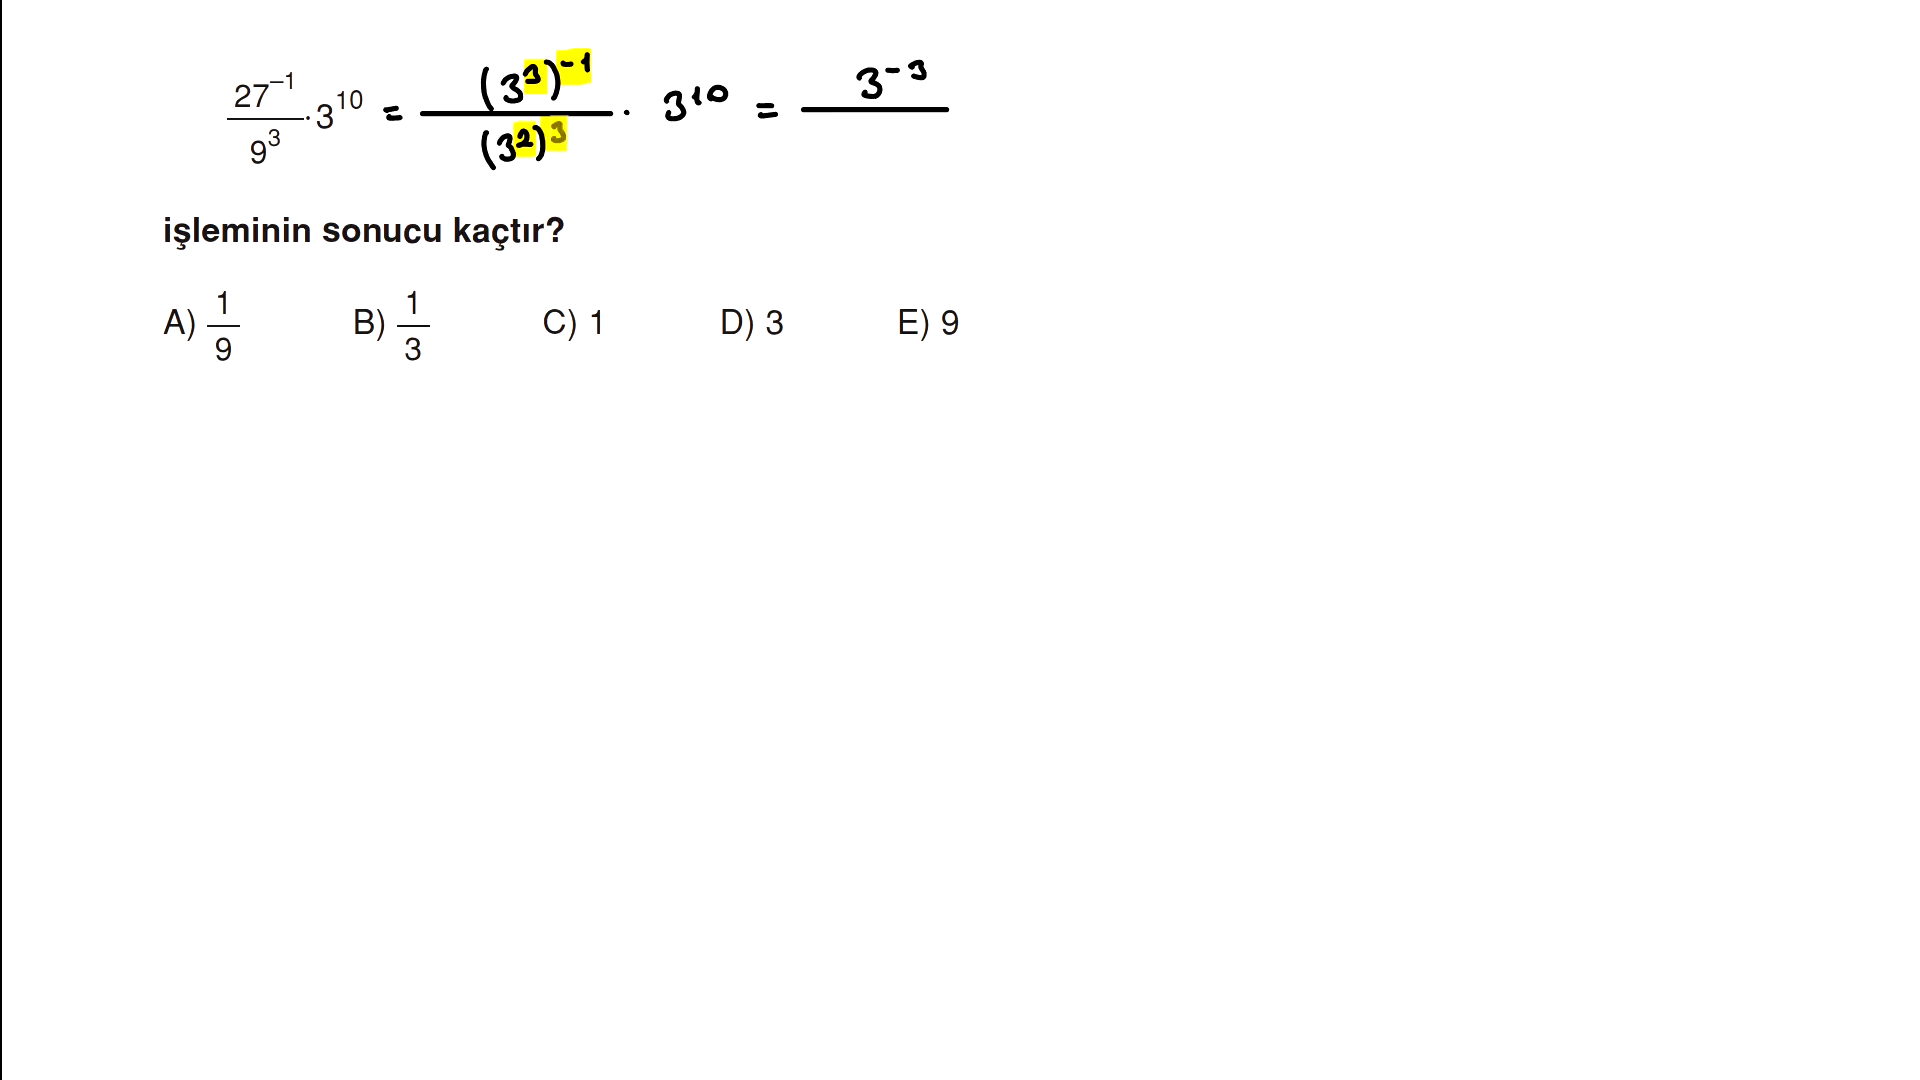 27⁻¹/9³ · 3¹⁰ = (3³)⁻¹/(3²)³ · 3¹⁰ = 3⁻³/
işleminin sonucu kaçtır?
A) 1/9 B) 1/3 C) 1 D) 3 E) 9